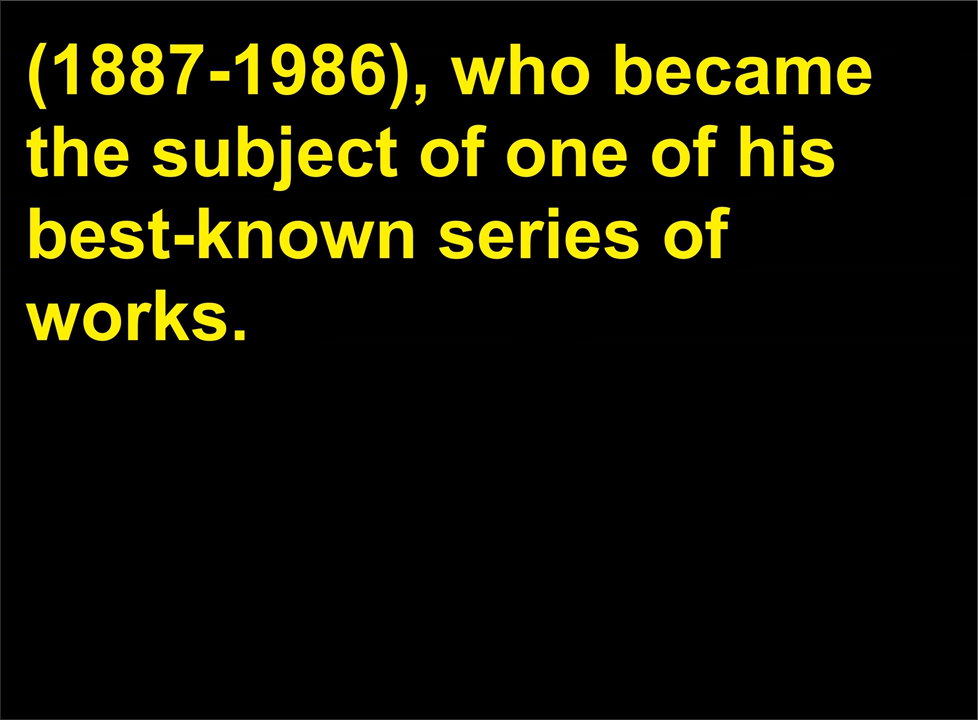 (1887-1986), who became
the subject of one of his
best-known series of
works.